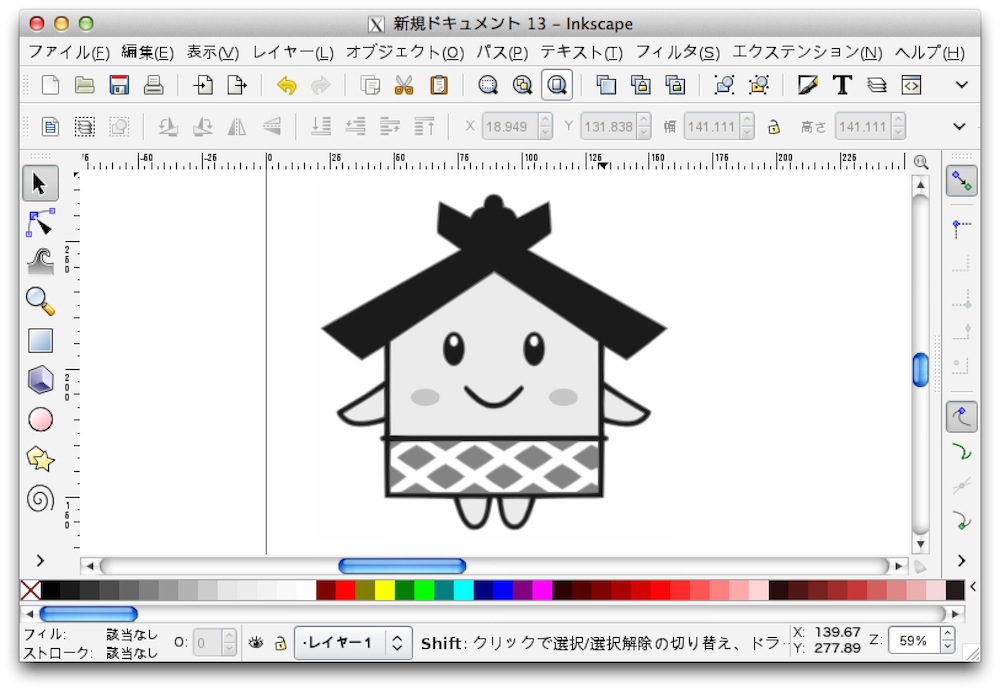 新規ドキュメント 13 – Inkscape
ファイル(F) 編集(E) 表示(V) レイヤー(L) オブジェクト(O) パス(P) テキスト(T) フィルタ(S) エクステンション(N) ヘルプ(H)
X 18.949 Y 131.838 幅 141.111 高さ 141.111
-50 -25 0 25 50 75 100 125 150 175 200 225
200
フィル: 該当なし O: 0 ·レイヤー1 Shift: クリックで選択/選択解除の切り替え、ドラ… X: 139.67 Z: 59%
ストローク: 該当なし Y: 277.89